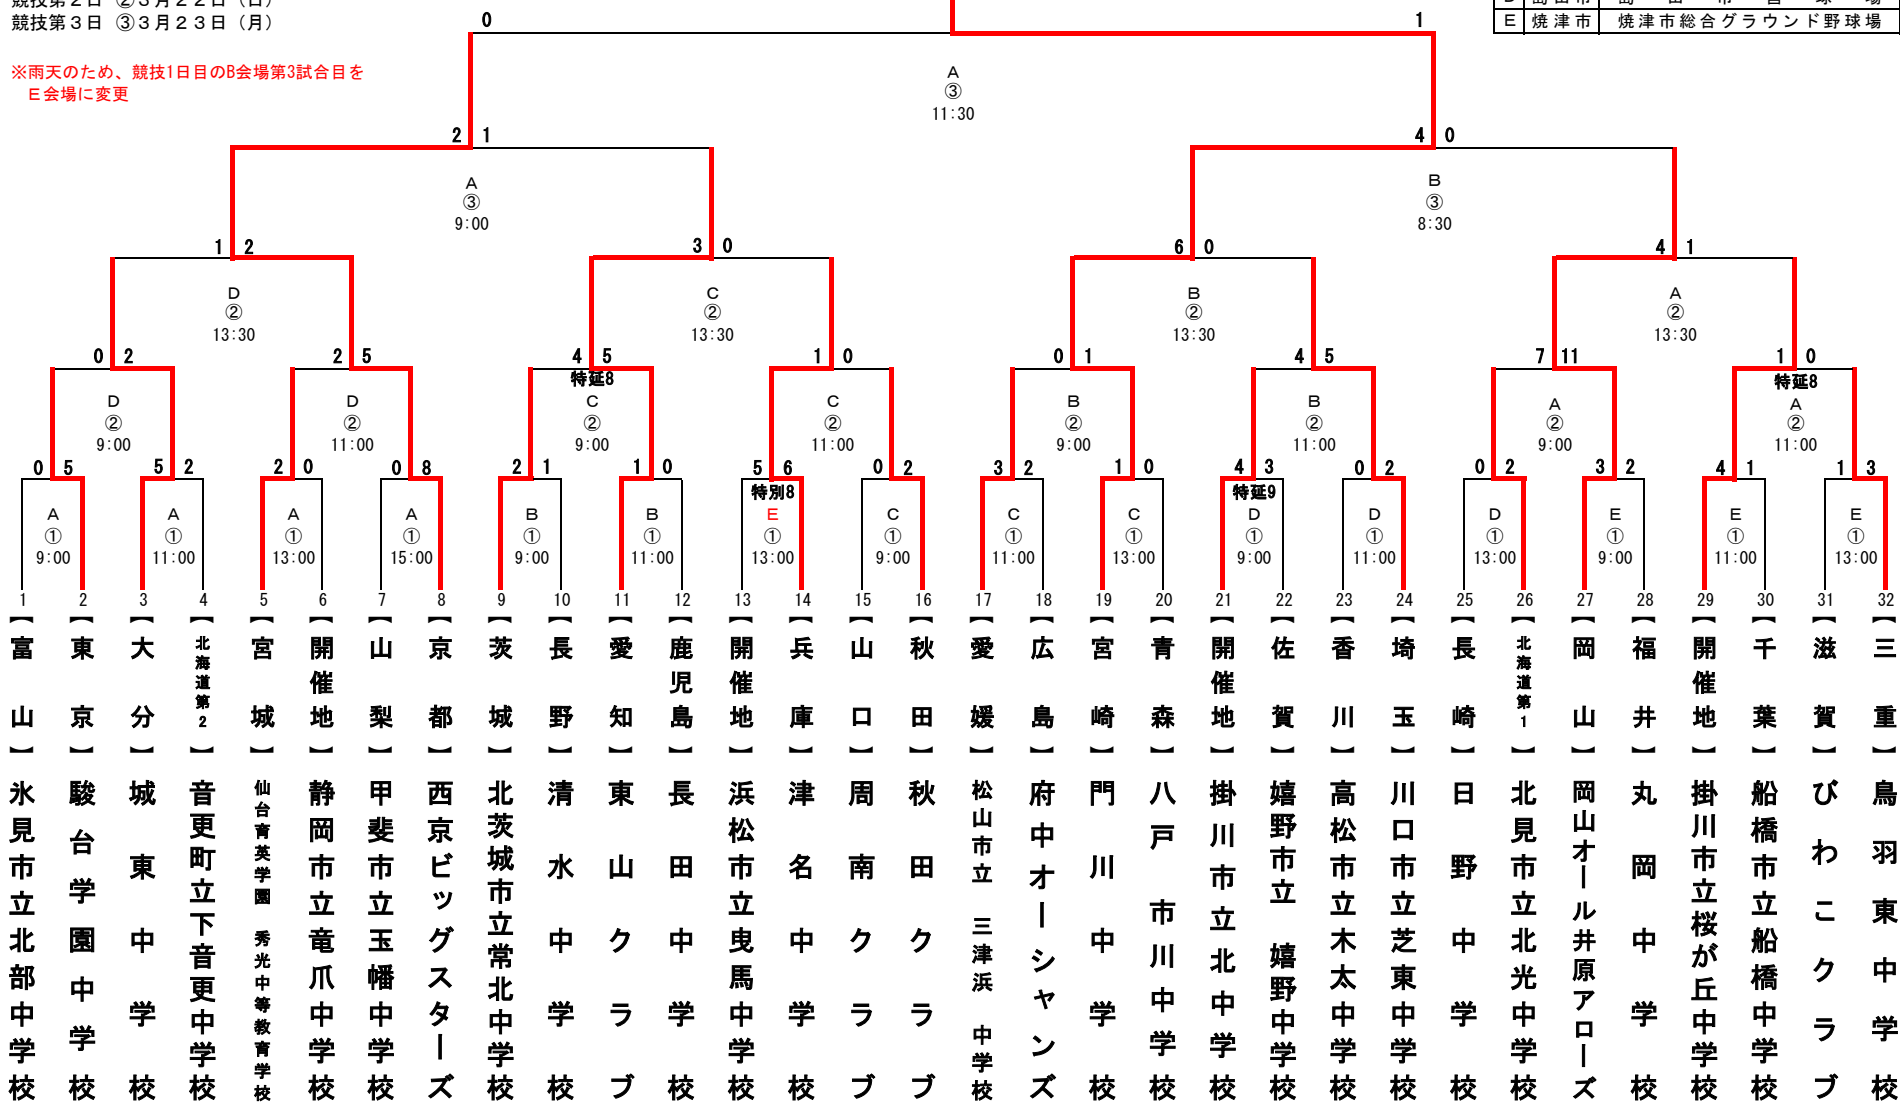 競技第２日 ②３月２２日（日）
競技第３日 ③３月２３日（月）
※雨天のため、競技1日目のB会場第3試合目を
E会場に変更
D 島田市 島田市営球場
E 焼津市 焼津市総合グラウンド野球場
0 1
A
③
11:30
2 1 4 0
A B
③ ③
9:00 8:30
1 2 3 0 6 0 4 1
D C B A
② ② ② ②
13:30 13:30 13:30 13:30
0 2 2 5 4 5 1 0 0 1 4 5 7 11 1 0
特延8 特延8
D D C C B B A A
② ② ② ② ② ② ② ②
9:00 11:00 9:00 11:00 9:00 11:00 9:00 11:00
0 5 5 2 2 0 0 8 2 1 1 0 5 6 0 2 3 2 1 0 4 3 0 2 0 2 3 2 4 1 1 3
特別8 特延9
A A A A B B E C C C D D D E E E
① ① ① ① ① ① ① ① ① ① ① ① ① ① ① ①
9:00 11:00 13:00 15:00 9:00 11:00 13:00 9:00 11:00 13:00 9:00 11:00 13:00 9:00 11:00 13:00
1 【富山】 氷見市立北部中学校
2 【東京】 駿台学園中学校
3 【大分】 城東中学校
4 【北海道第2】 音更町立下音更中学校
5 【宮城】 仙台育英学園 秀光中等教育学校
6 【開催地】 静岡市立竜爪中学校
7 【山梨】 甲斐市立玉幡中学校
8 【京都】 西京ビッグスターズ
9 【茨城】 北茨城市立常北中学校
10 【長野】 清水中学校
11 【愛知】 東山クラブ
12 【鹿児島】 長田中学校
13 【開催地】 浜松市立曳馬中学校
14 【兵庫】 津名中学校
15 【山口】 周南クラブ
16 【秋田】 秋田クラブ
17 【愛媛】 松山市立 三津浜 中学校
18 【広島】 府中オーシャンズ
19 【宮崎】 門川中学校
20 【青森】 八戸 市川中学校
21 【開催地】 掛川市立北中学校
22 【佐賀】 嬉野市立 嬉野中学校
23 【香川】 高松市立木太中学校
24 【埼玉】 川口市立芝東中学校
25 【長崎】 日野中学校
26 【北海道第1】 北見市立北光中学校
27 【岡山】 岡山オール井原アローズ
28 【福井】 丸岡中学校
29 【開催地】 掛川市立桜が丘中学校
30 【千葉】 船橋市立船橋中学校
31 【滋賀】 びわこクラブ
32 【三重】 鳥羽東中学校